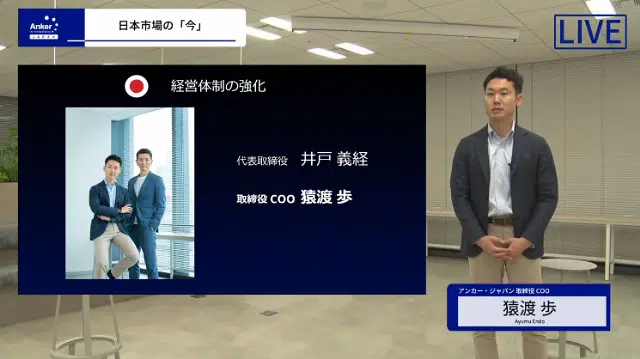 Anker
JAPAN
日本市場の「今」
LIVE
経営体制の強化
代表取締役 井戸 義経
取締役 COO 猿渡 歩
アンカー・ジャパン 取締役 COO
猿渡 歩
Ayumu Endo